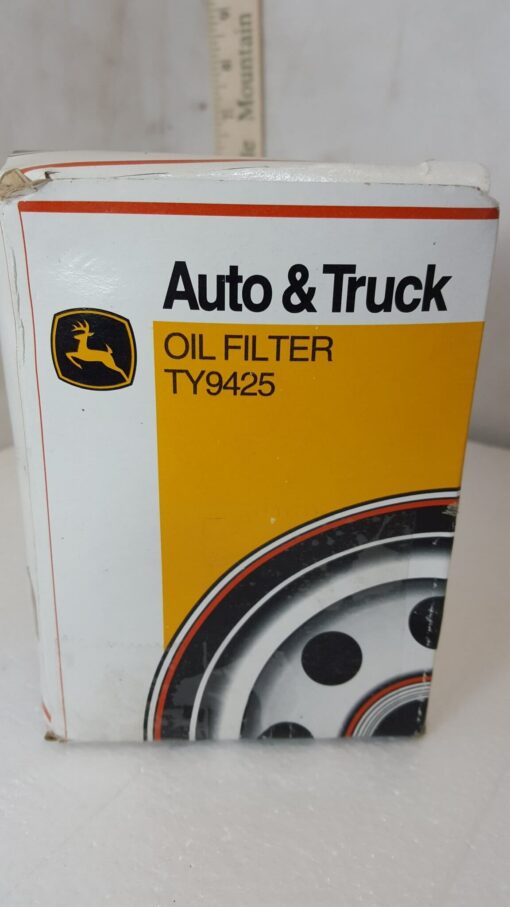 Mountain
Auto & Truck
OIL FILTER
TY9425